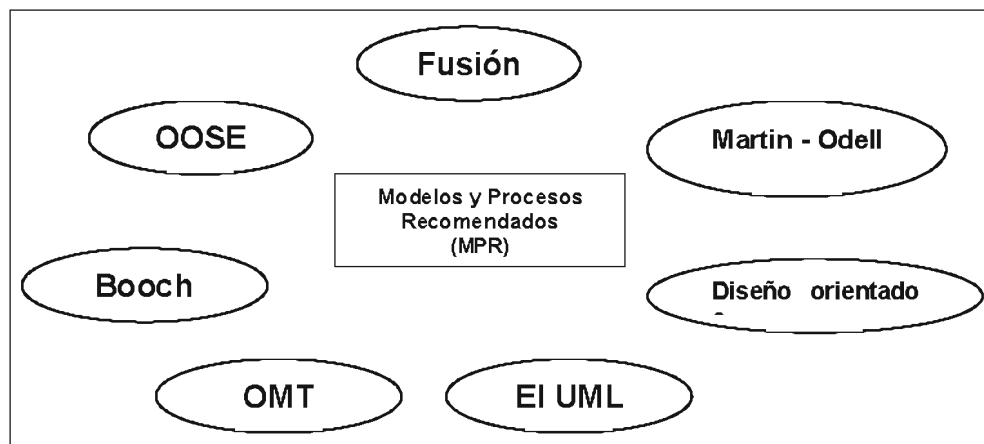 Fusión
OOSE
Martin - Odell
Modelos y Procesos
Recomendados
(MPR)
Booch
Diseño orientado
OMT
El UML